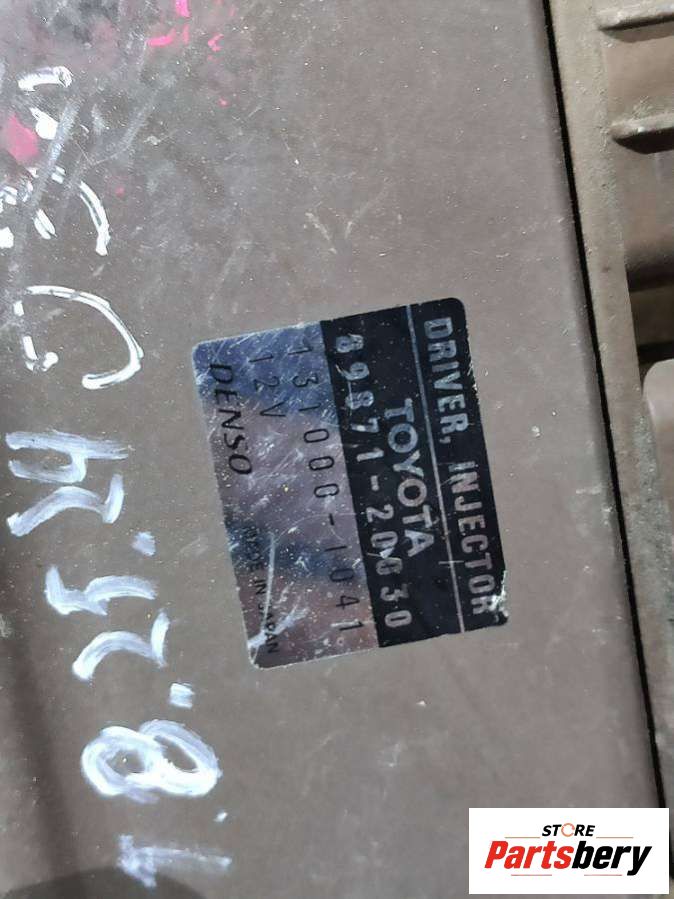 DRIVER, INJECTOR
TOYOTA
89871-20030
131000-1041
12V
DENSO
MADE IN JAPAN
STORE
Partsbery